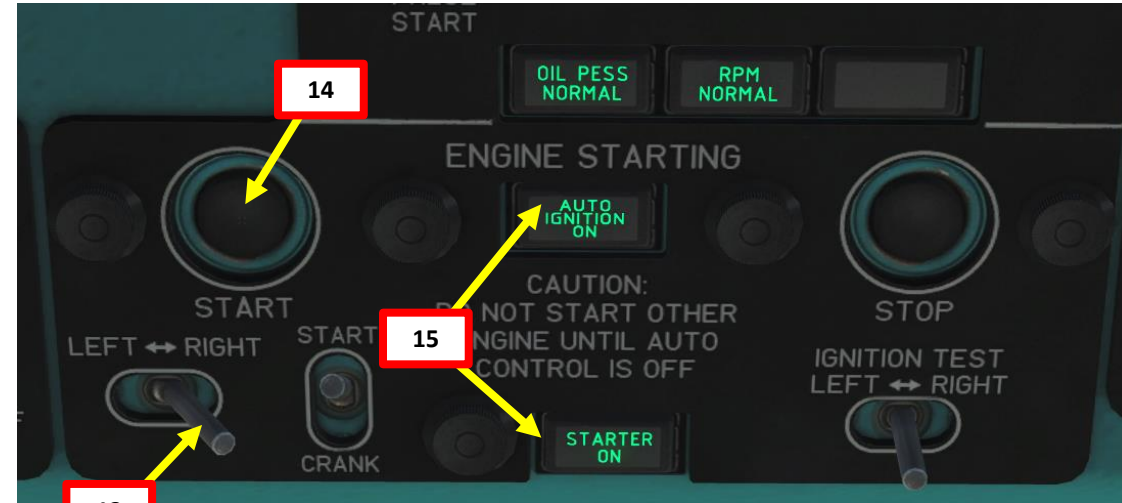 START
OIL PESS
NORMAL
RPM
NORMAL
14
ENGINE STARTING
AUTO
IGNITION
ON
START
CAUTION:
NOT START OTHER
ENGINE UNTIL AUTO
CONTROL IS OFF
15
STOP
LEFT ↔ RIGHT
START
CRANK
IGNITION TEST
LEFT ↔ RIGHT
STARTER
ON